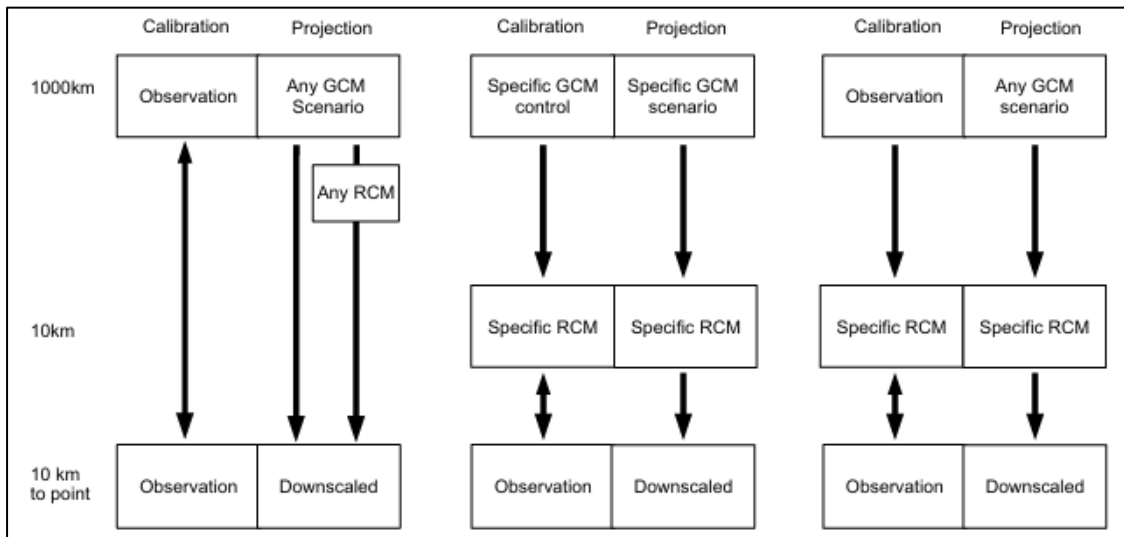 Calibration Projection Calibration Projection Calibration Projection
1000km
Observation
Any GCM
Scenario
Specific GCM
control
Specific GCM
scenario
Observation
Any GCM
scenario
Any RCM
10km
Specific RCM
Specific RCM
Specific RCM
Specific RCM
10 km
to point
Observation
Downscaled
Observation
Downscaled
Observation
Downscaled